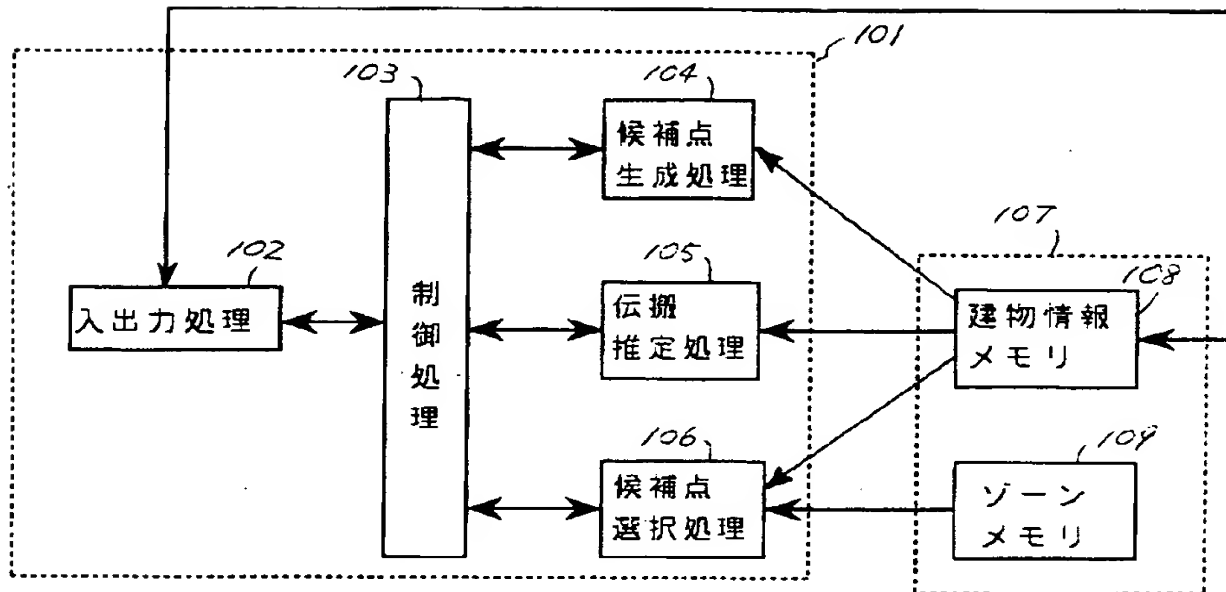 101
103
104
候補点
生成処理
107
102
105
108
入出力処理
制御処理
伝搬
推定処理
建物情報
メモリ
106
109
候補点
選択処理
ゾーン
メモリ